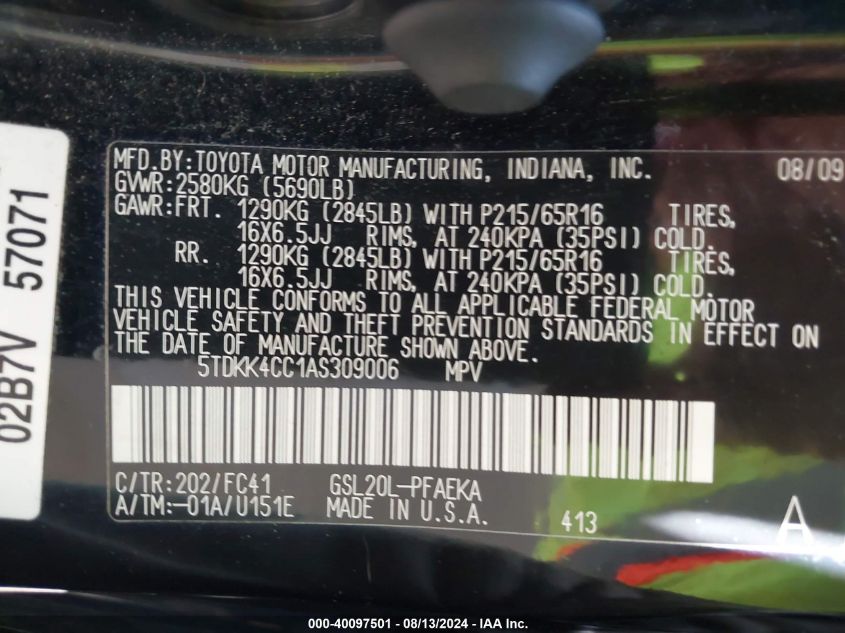 MFD.BY:TOYOTA MOTOR MANUFACTURING, INDIANA, INC. 08/09
GVWR:2580KG (5690LB)
GAWR:FRT. 1290KG (2845LB) WITH P215/65R16 TIRES,
16X6.5JJ RIMS, AT 240KPA (35PSI) COLD.
RR. 1290KG (2845LB) WITH P215/65R16 TIRES,
16X6.5JJ RIMS, AT 240KPA (35PSI) COLD.
THIS VEHICLE CONFORMS TO ALL APPLICABLE FEDERAL MOTOR
VEHICLE SAFETY AND THEFT PREVENTION STANDARDS IN EFFECT ON
THE DATE OF MANUFACTURE SHOWN ABOVE.
5TDKK4CC1AS309006 MPV
C/TR:202/FC41 GSL20L-PFAEKA
A/TM:-01A/U151E MADE IN U.S.A. 413 A
02B7V 57071
000-40097501 - 08/13/2024 - IAA Inc.